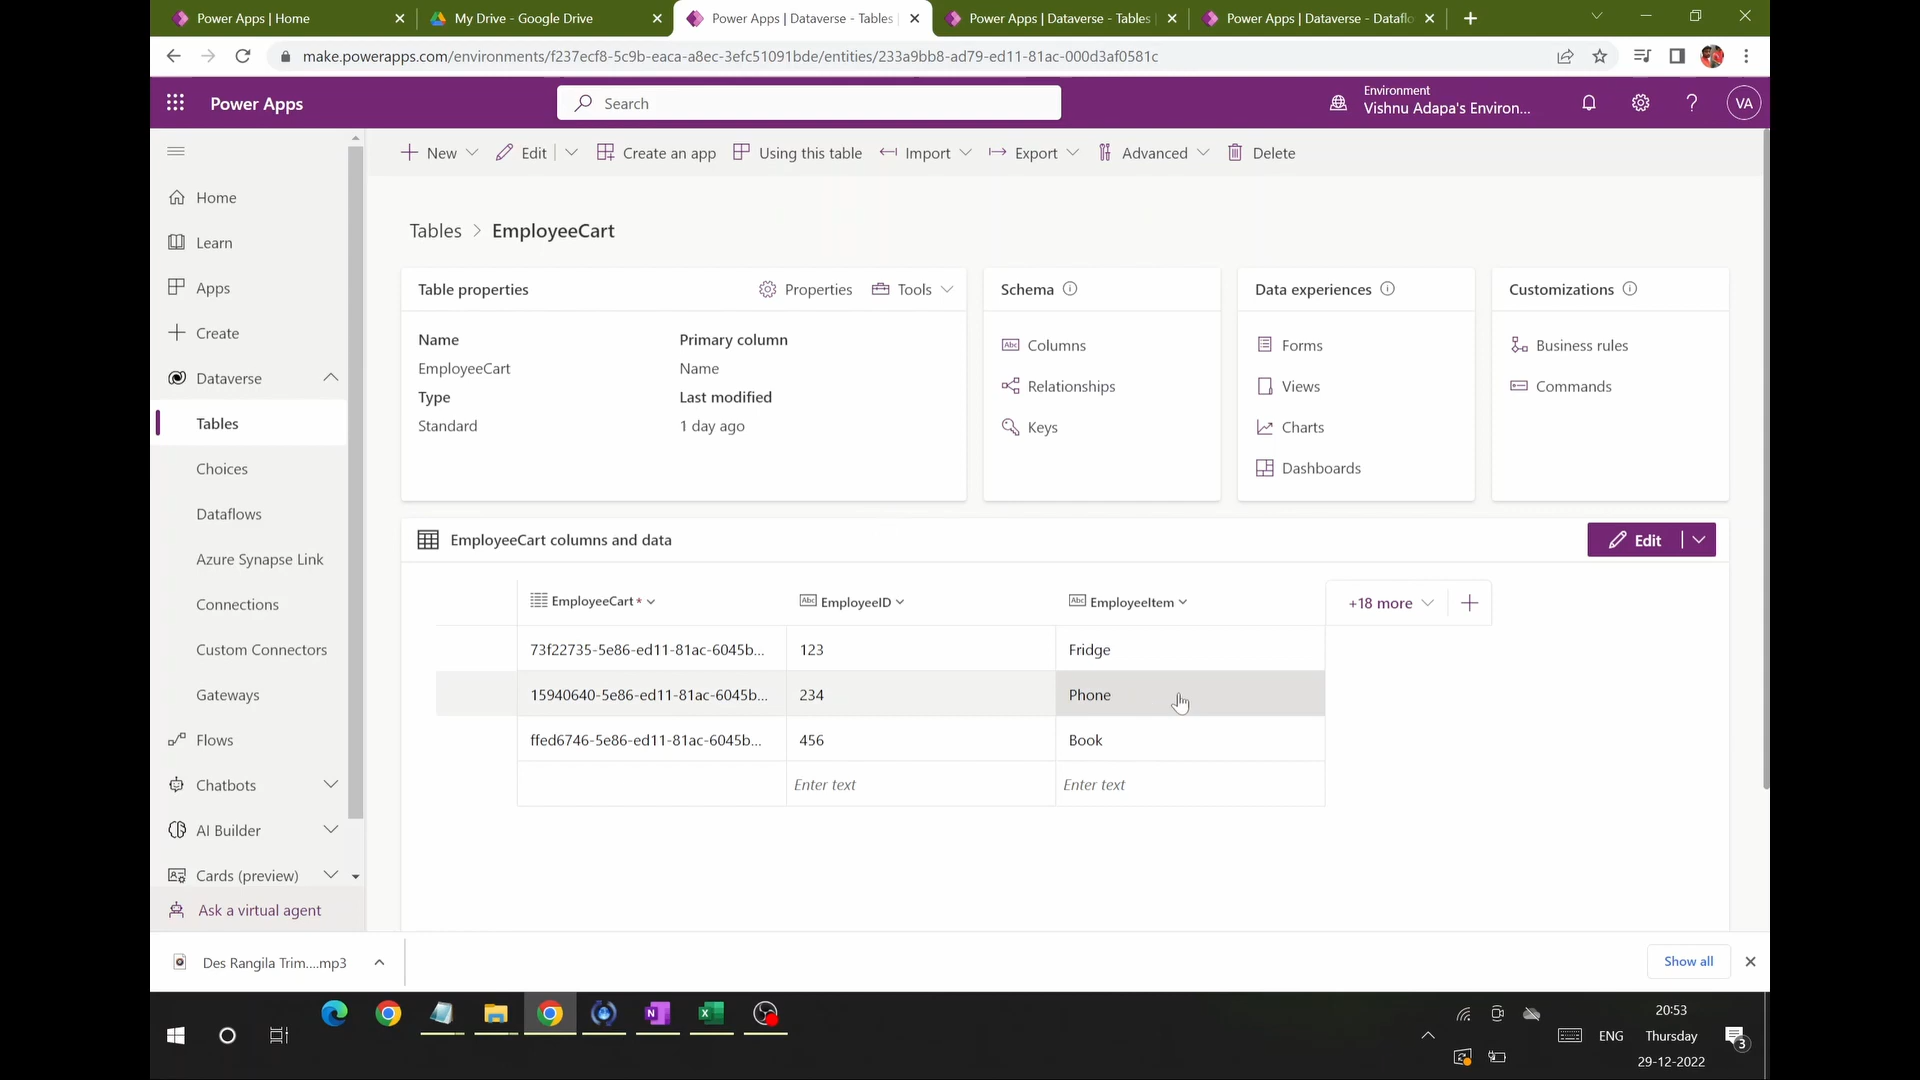 Power Apps | Home
My Drive - Google Drive
Power Apps | Dataverse - Tables
Power Apps | Dataverse - Tables
Power Apps | Dataverse - Dataflo
make.powerapps.com/environments/f237ecf8-5c9b-eaca-a8ec-3efc51091bde/entities/233a9bb8-ad79-ed11-81ac-000d3af0581c
Power Apps
Search
Environment
Vishnu Adapa's Environ...
VA
New
Edit
Create an app
Using this table
Import
Export
Advanced
Delete
Home
Learn
Apps
Create
Dataverse
Tables
Choices
Dataflows
Azure Synapse Link
Connections
Custom Connectors
Gateways
Flows
Chatbots
AI Builder
Cards (preview)
Ask a virtual agent
Tables > EmployeeCart
Table properties
Properties
Tools
Name
EmployeeCart
Type
Standard
Primary column
Name
Last modified
1 day ago
Schema
Columns
Relationships
Keys
Data experiences
Forms
Views
Charts
Dashboards
Customizations
Business rules
Commands
EmployeeCart columns and data
Edit
EmployeeCart *
Abc EmployeeID
Abc EmployeeItem
+18 more
73f22735-5e86-ed11-81ac-6045b... 123 Fridge
15940640-5e86-ed11-81ac-6045b... 234 Phone
ffed6746-5e86-ed11-81ac-6045b... 456 Book
Enter text Enter text
Des Rangila Trim....mp3
Show all
ENG
20:53
Thursday
29-12-2022
3